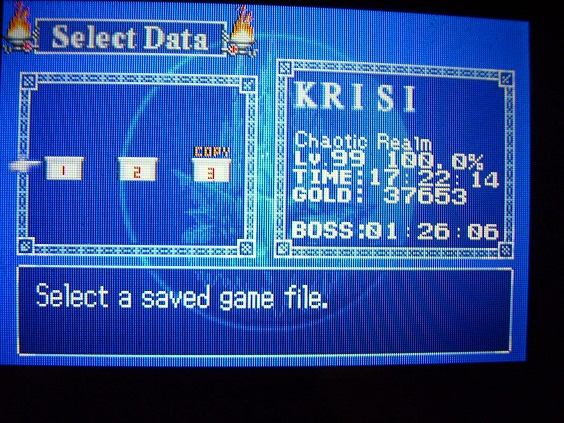 Select Data
KRISI
Chaotic Realm
Lv.99 100.0%
TIME:17:22:14
GOLD: 37653
BOSS:01:26:06
COPY
1 2 3
Select a saved game file.